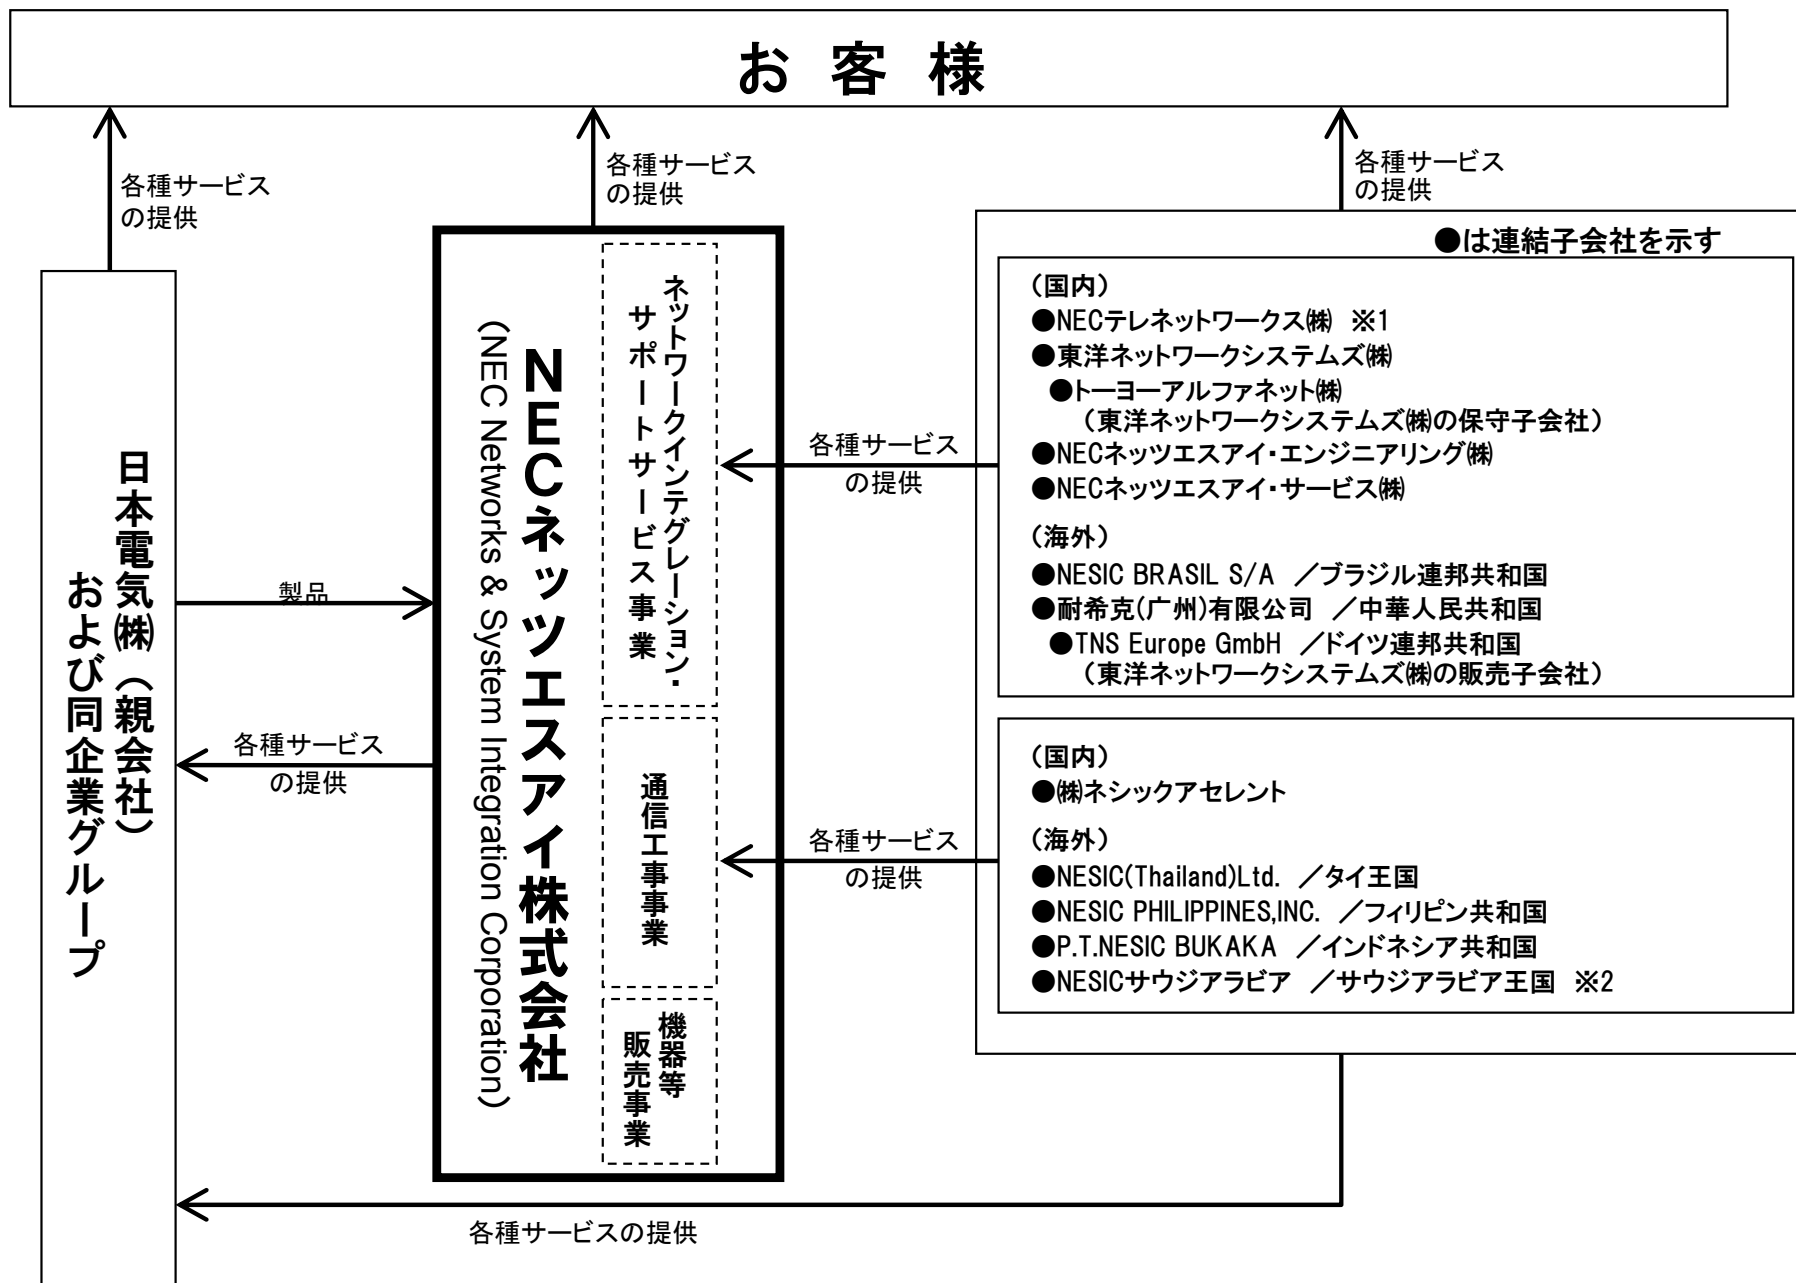 お客様
各種サービス
の提供
各種サービス
の提供
各種サービス
の提供
日本電気㈱（親会社）
および同企業グループ
製品
各種サービス
の提供
NECネッツエスアイ株式会社
（NEC Networks & System Integration Corporation）
ネットワークインテグレーション・
サポートサービス事業
通信工事事業
機器等
販売事業
各種サービス
の提供
各種サービス
の提供
●は連結子会社を示す
（国内）
●NECテレネットワークス㈱ ※1
●東洋ネットワークシステムズ㈱
●トーヨーアルファネット㈱
（東洋ネットワークシステムズ㈱の保守子会社）
●NECネッツエスアイ・エンジニアリング㈱
●NECネッツエスアイ・サービス㈱
（海外）
●NESIC BRASIL S/A ／ブラジル連邦共和国
●耐希克(广州)有限公司 ／中華人民共和国
●TNS Europe GmbH ／ドイツ連邦共和国
（東洋ネットワークシステムズ㈱の販売子会社）
（国内）
●㈱ネシックアセレント
（海外）
●NESIC(Thailand)Ltd. ／タイ王国
●NESIC PHILIPPINES,INC. ／フィリピン共和国
●P.T.NESIC BUKAKA ／インドネシア共和国
●NESICサウジアラビア ／サウジアラビア王国 ※2
各種サービスの提供